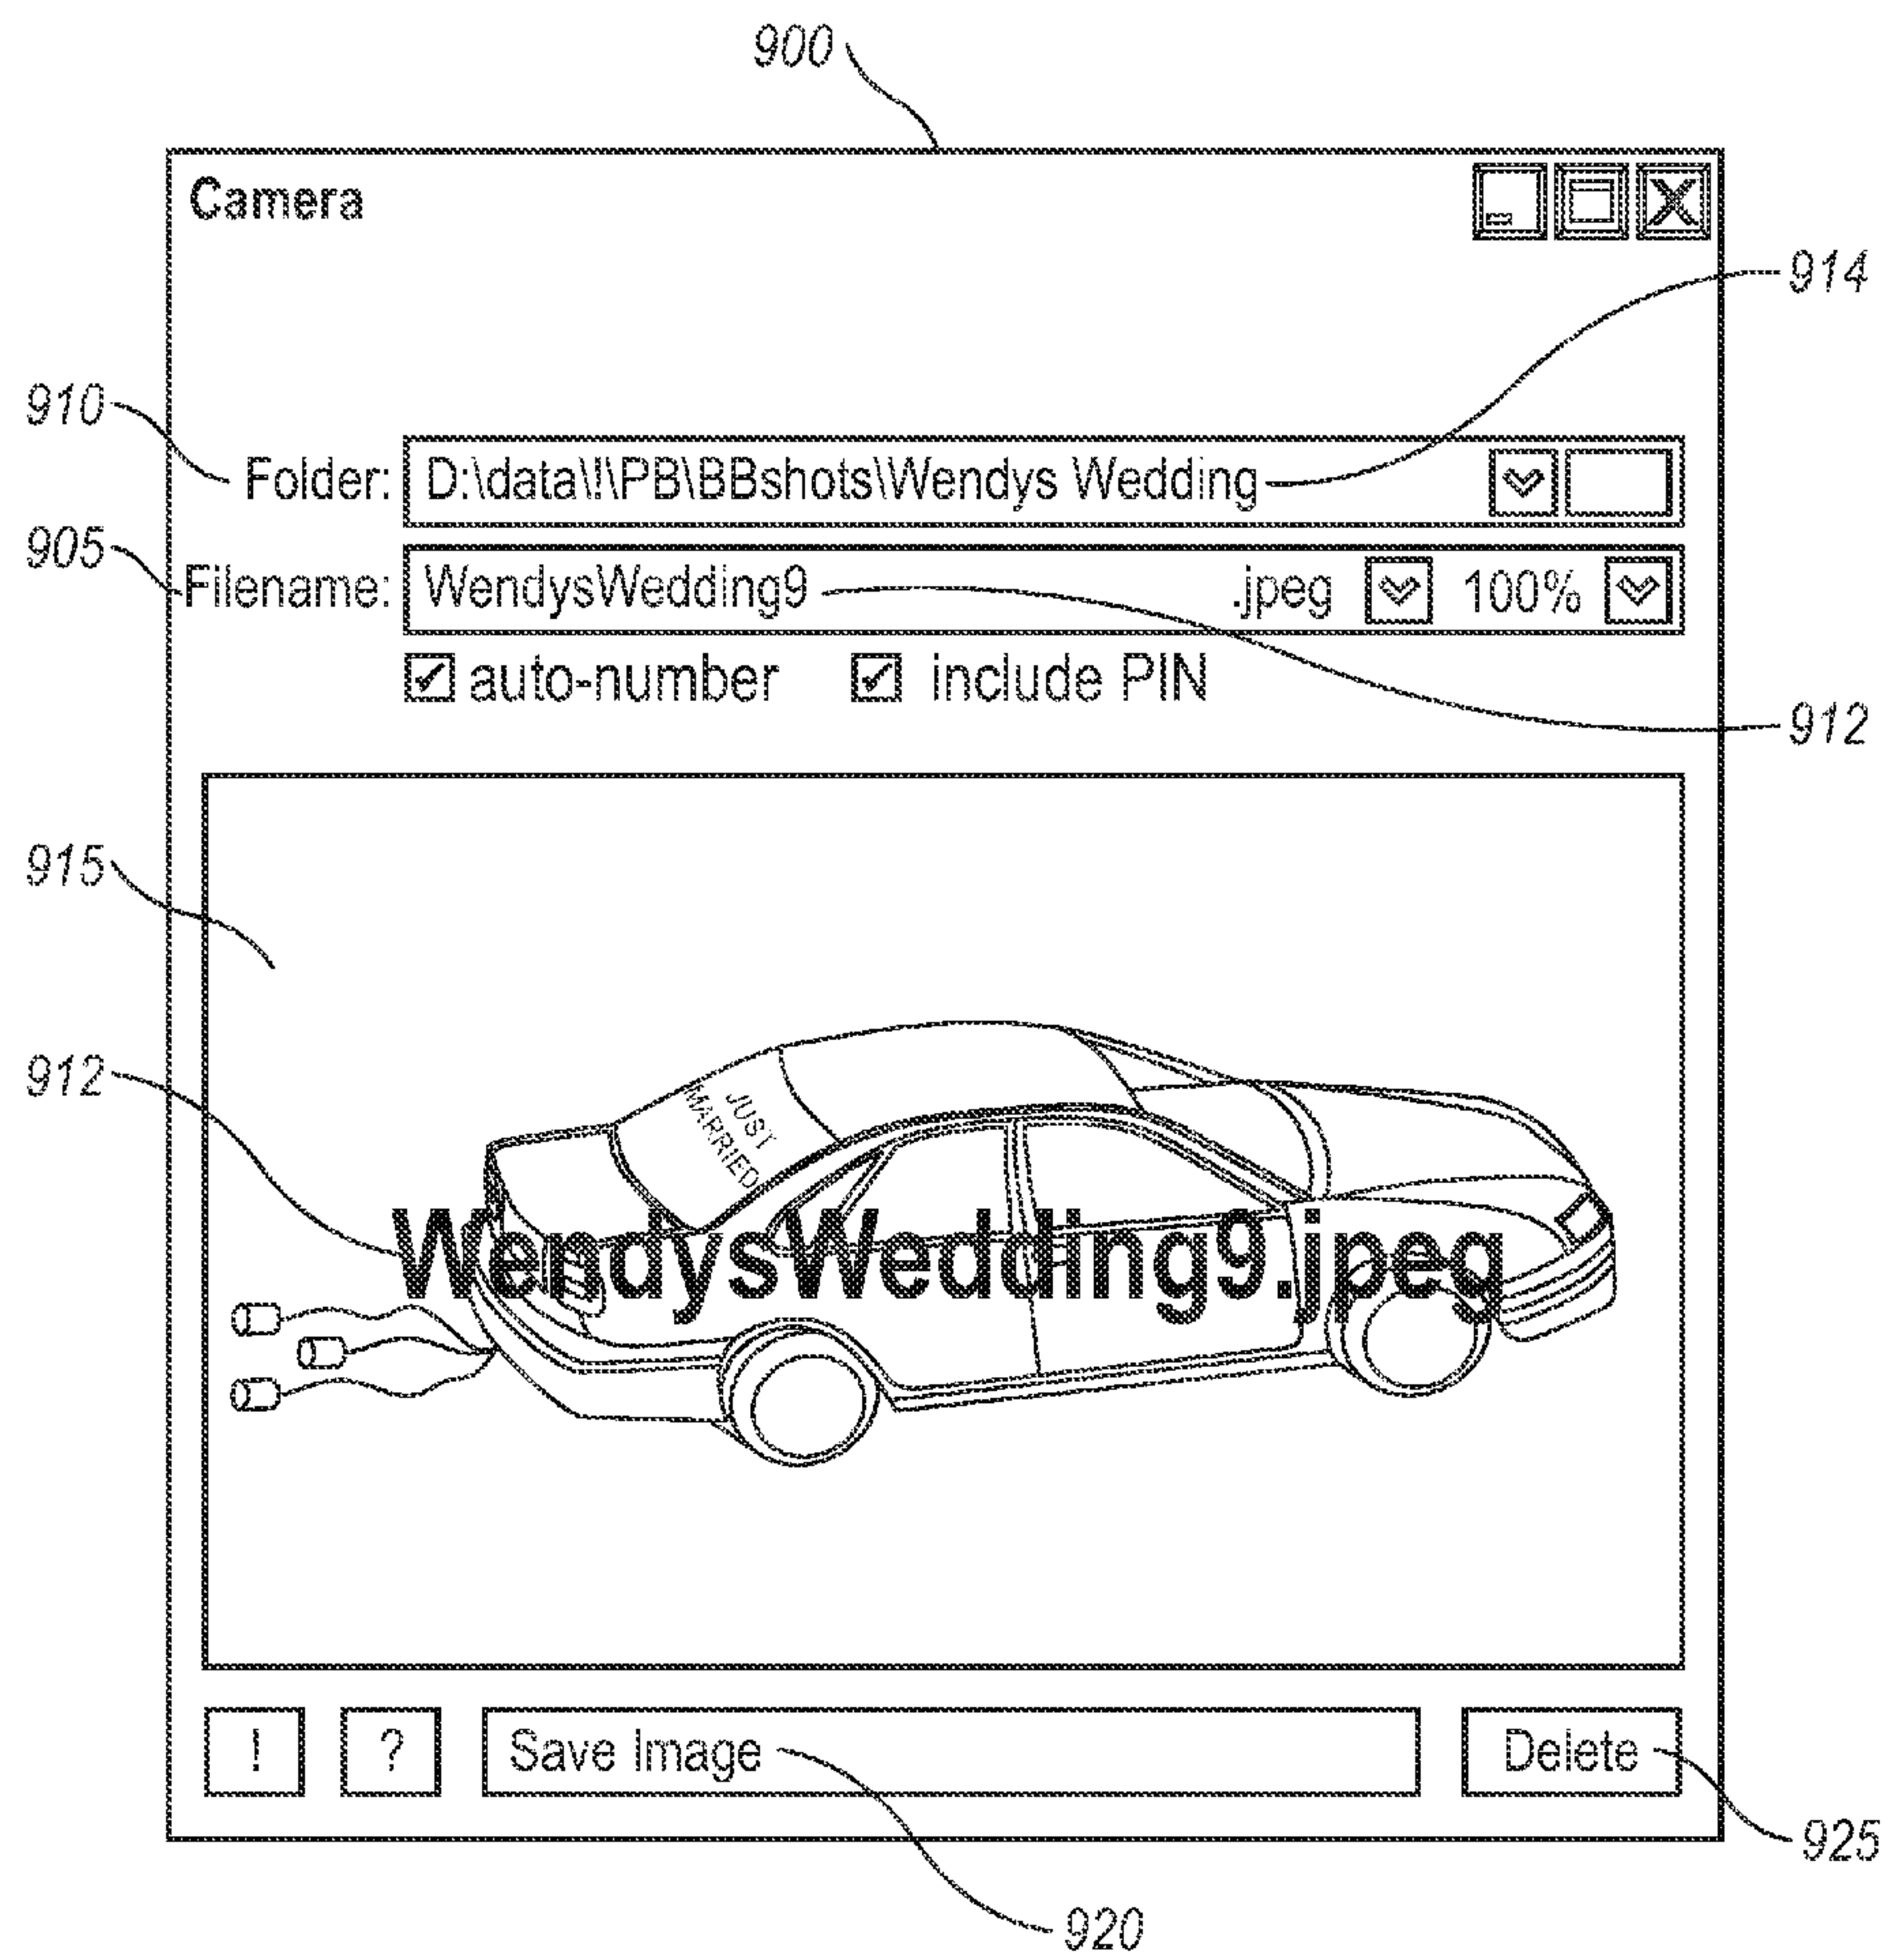 900
Camera
914
910
Folder: D:\data\!\PB\BBshots\Wendys Wedding
905
Filename: WendysWedding9 .jpeg 100%
auto-number include PIN
912
915
912
JUST
MARRIED
WendysWedding9.jpeg
! ? Save Image Delete
925
920